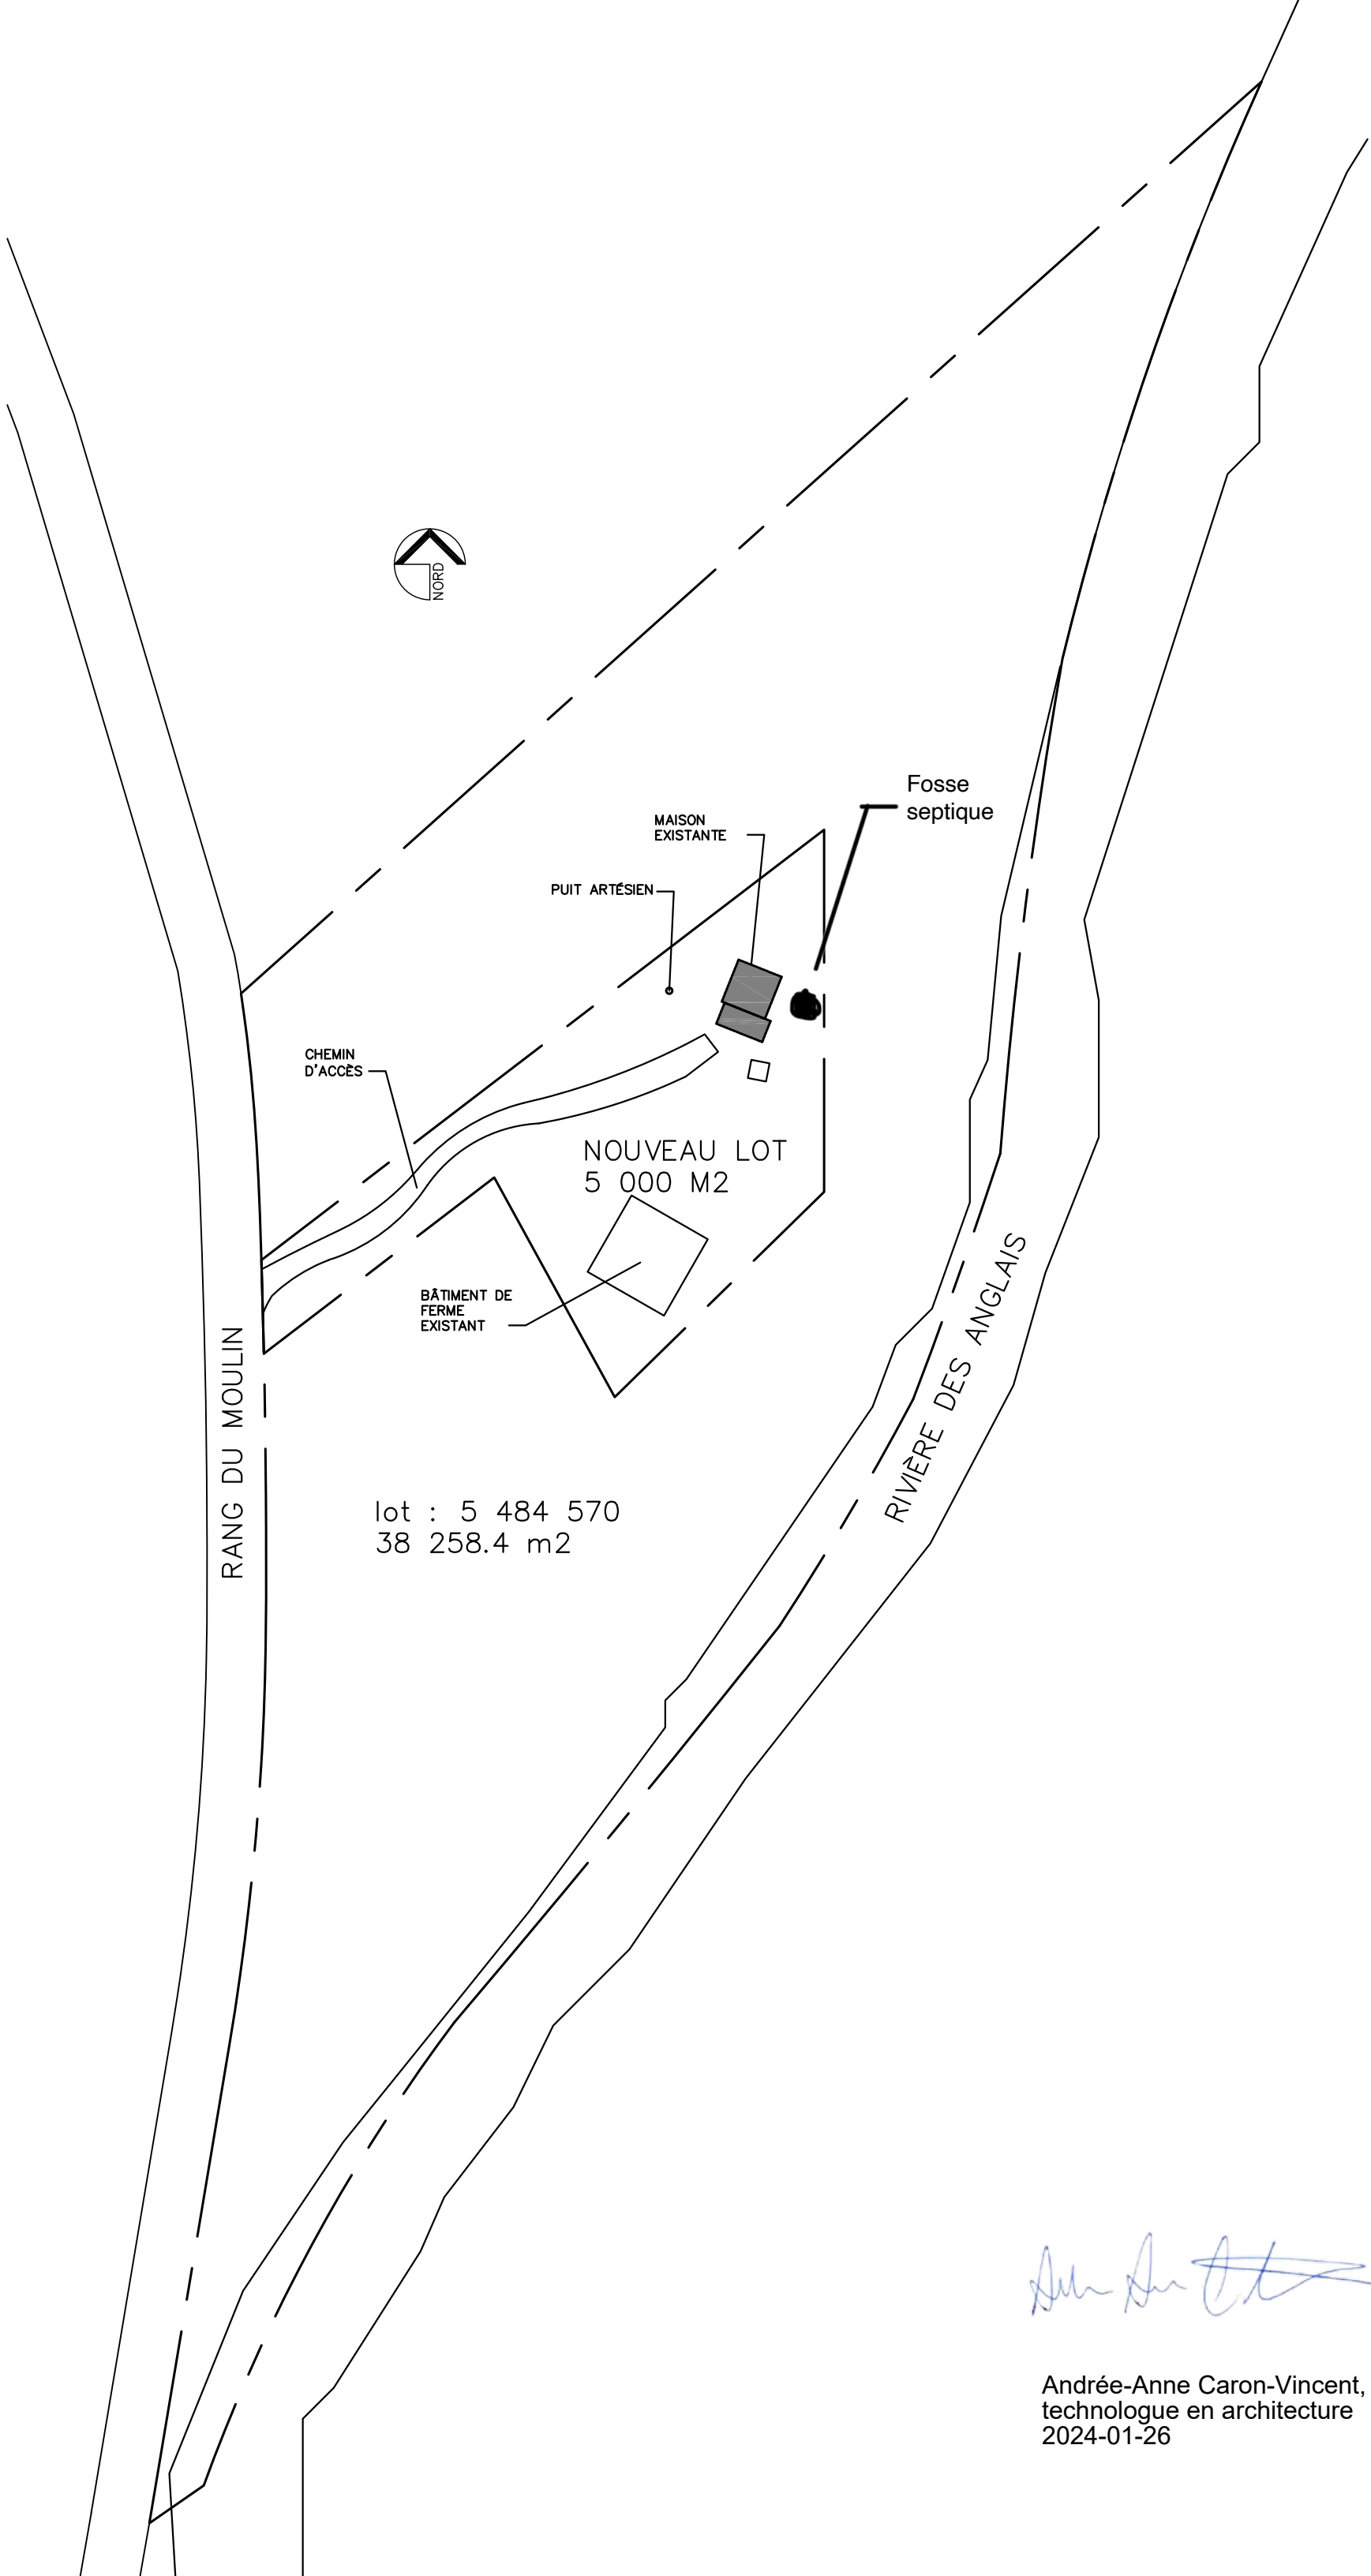 NORD
Fosse
septique
MAISON
EXISTANTE
PUIT ARTÉSIEN
CHEMIN
D'ACCÈS
NOUVEAU LOT
5 000 M2
BÂTIMENT DE
FERME
EXISTANT
RANG DU MOULIN
RIVIÈRE DES ANGLAIS
lot : 5 484 570
38 258.4 m2
Andrée-Anne Caron-Vincent,
technologue en architecture
2024-01-26